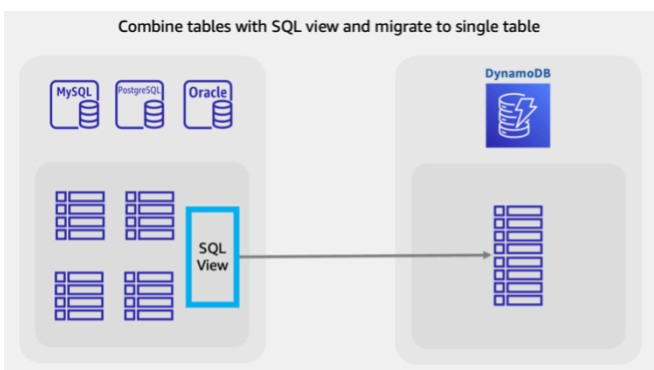 Combine tables with SQL view and migrate to single table
MySQL
PostgreSQL
Oracle
SQL
View
DynamoDB